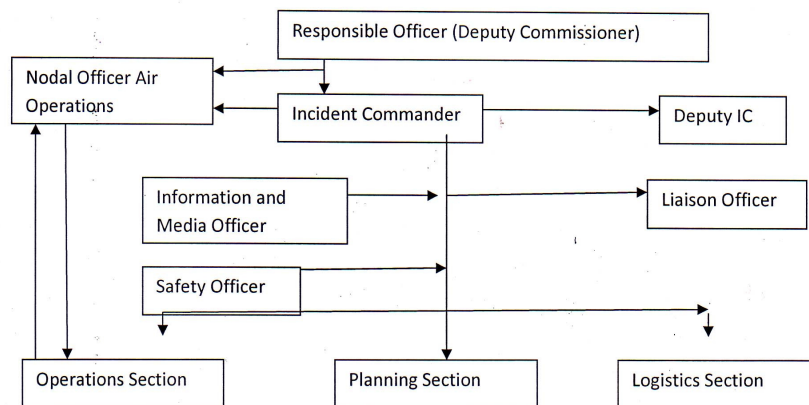 Responsible Officer (Deputy Commissioner)
Nodal Officer Air
Operations
Incident Commander
Deputy IC
Information and
Media Officer
Liaison Officer
Safety Officer
Operations Section
Planning Section
Logistics Section